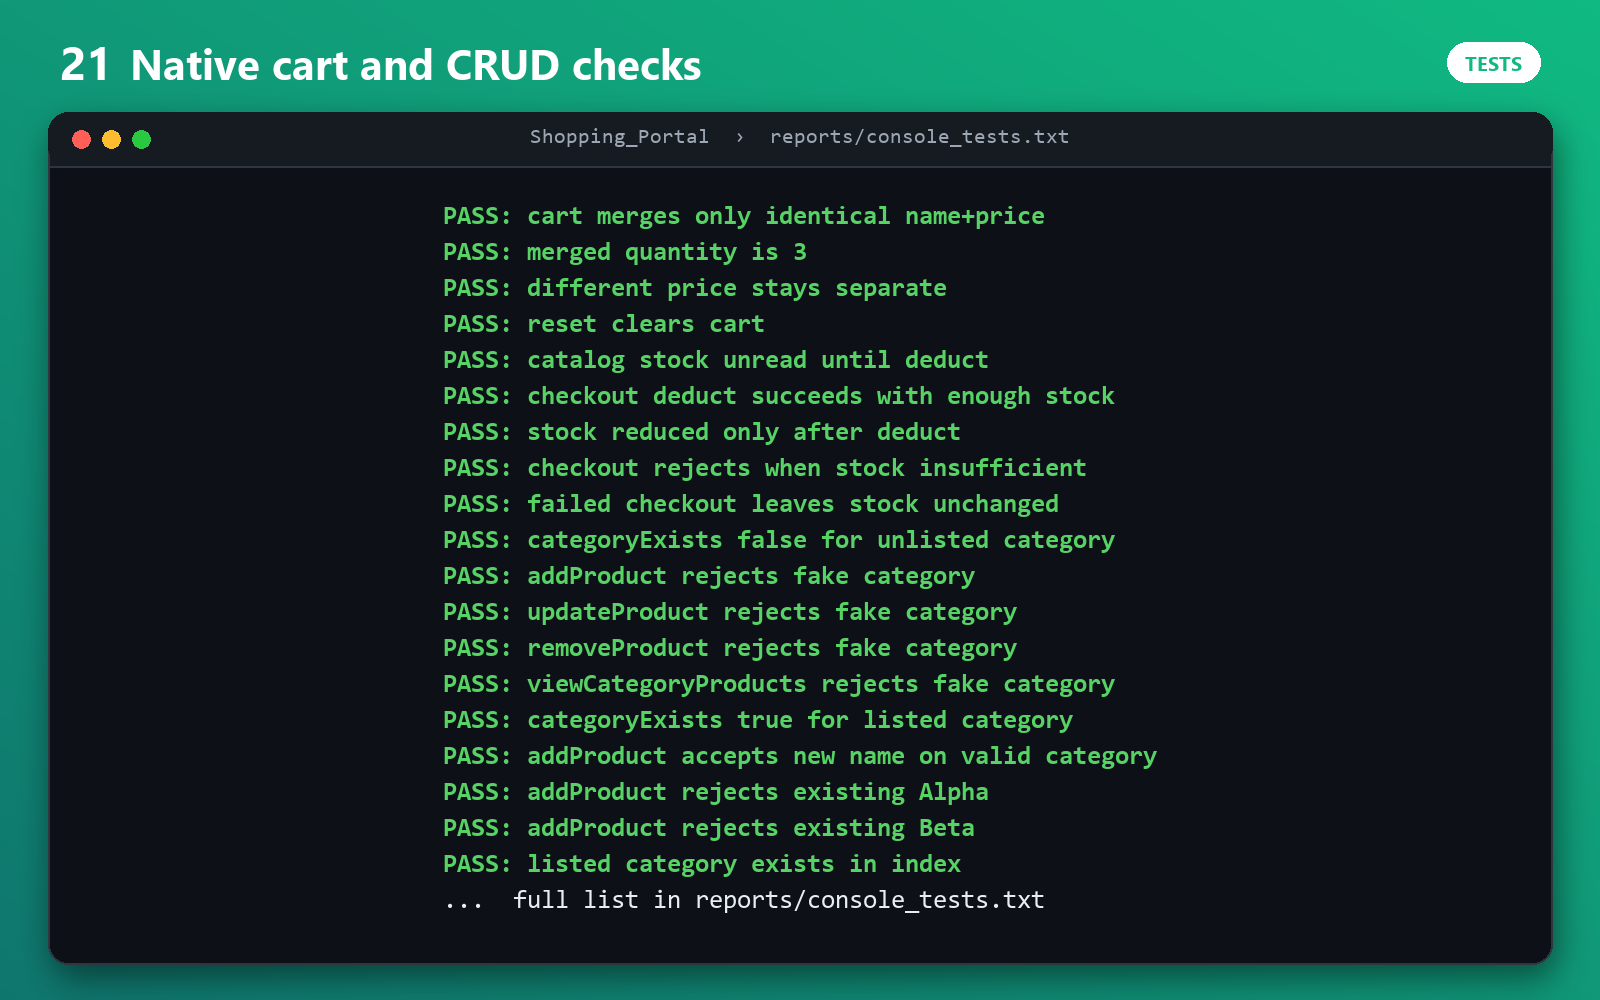 21 Native cart and CRUD checks
TESTS
Shopping_Portal › reports/console_tests.txt
PASS: cart merges only identical name+price
PASS: merged quantity is 3
PASS: different price stays separate
PASS: reset clears cart
PASS: catalog stock unread until deduct
PASS: checkout deduct succeeds with enough stock
PASS: stock reduced only after deduct
PASS: checkout rejects when stock insufficient
PASS: failed checkout leaves stock unchanged
PASS: categoryExists false for unlisted category
PASS: addProduct rejects fake category
PASS: updateProduct rejects fake category
PASS: removeProduct rejects fake category
PASS: viewCategoryProducts rejects fake category
PASS: categoryExists true for listed category
PASS: addProduct accepts new name on valid category
PASS: addProduct rejects existing Alpha
PASS: addProduct rejects existing Beta
PASS: listed category exists in index
... full list in reports/console_tests.txt